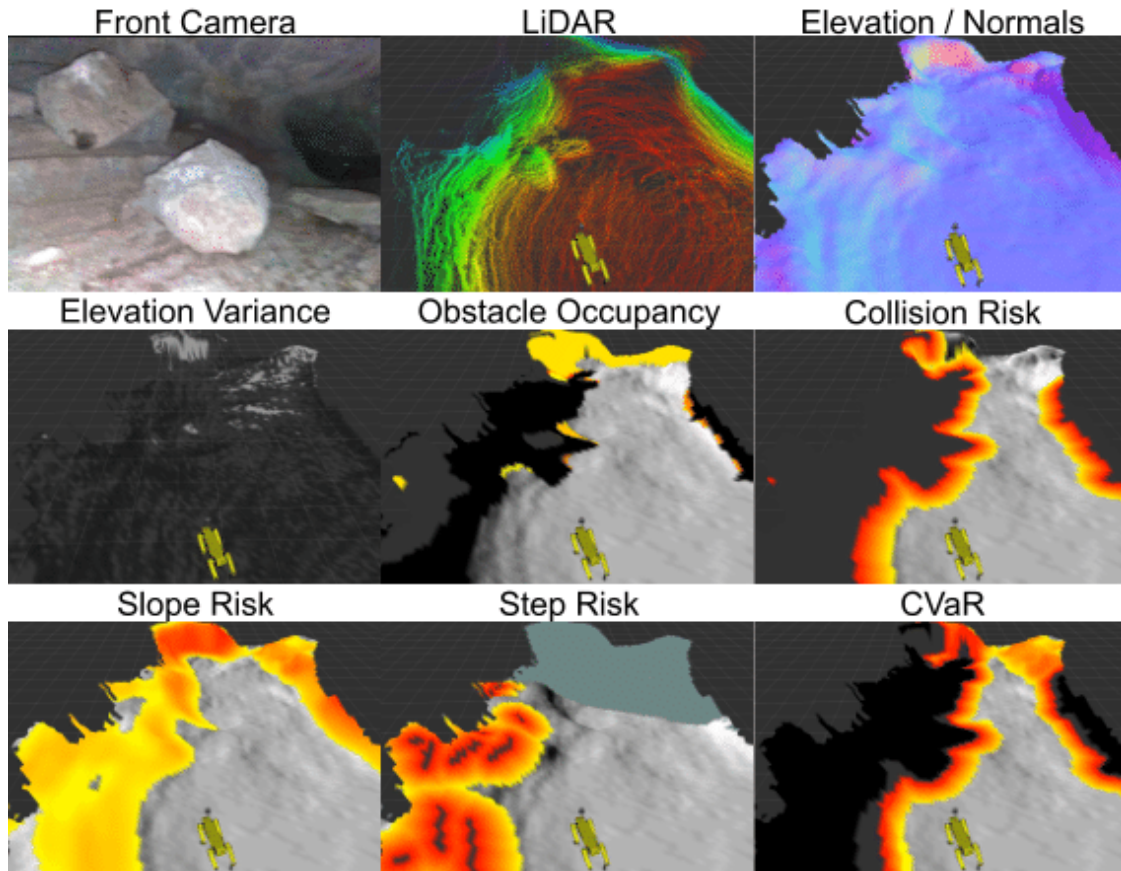 Front Camera
LiDAR
Elevation / Normals
Elevation Variance
Obstacle Occupancy
Collision Risk
Slope Risk
Step Risk
CVaR